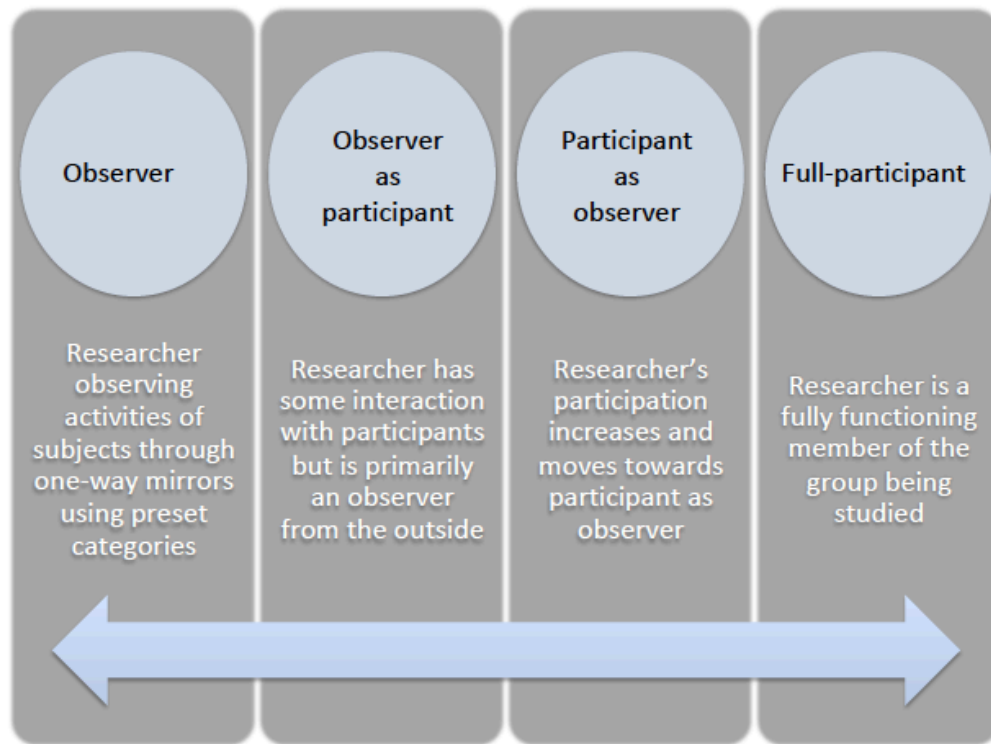 Observer
Observer
as
participant
Participant
as
observer
Full-participant
Researcher
observing
activities of
subjects through
one-way mirrors
using preset
categories
Researcher has
some interaction
with participants
but is primarily
an observer
from the outside
Researcher’s
participation
increases and
moves towards
participant as
observer
Researcher is a
fully functioning
member of the
group being
studied